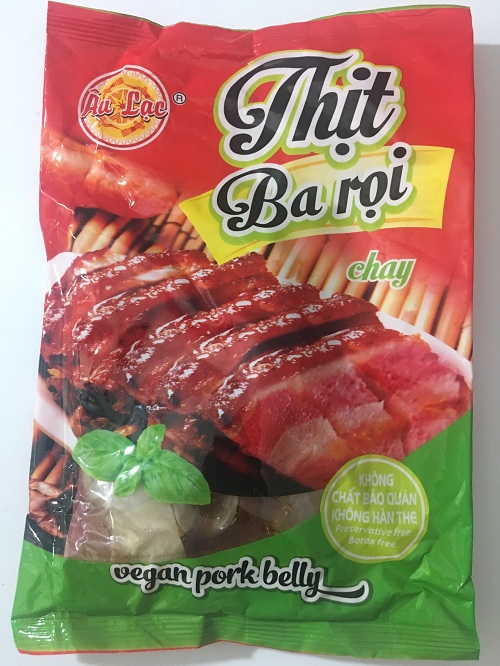 Âu Lạc ®
Thịt
Ba rọi
chay
KHÔNG
CHẤT BẢO QUẢN
KHÔNG HÀN THE
Preservative free
Borax free
vegan pork belly